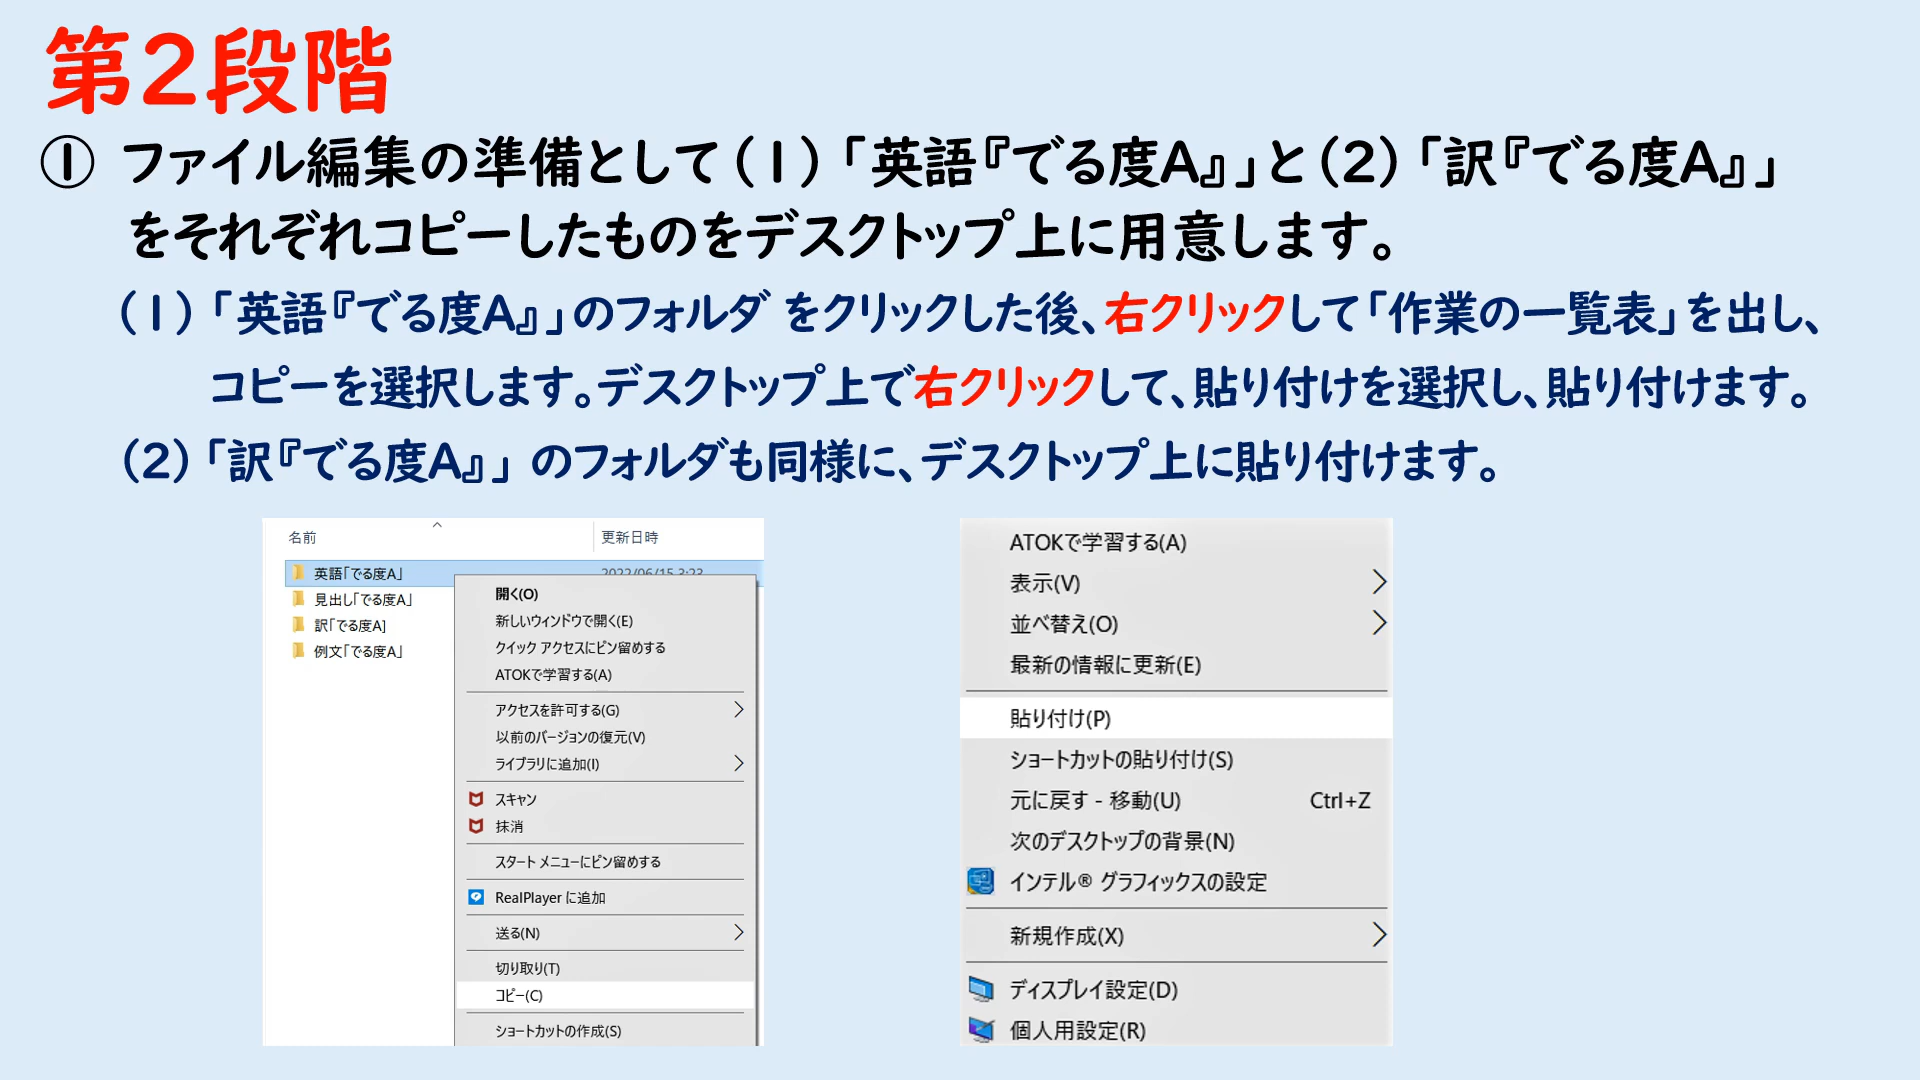 第2段階
① ファイル編集の準備として(1)「英語『でる度A』」と(2)「訳『でる度A』」
をそれぞれコピーしたものをデスクトップ上に用意します。
(1)「英語『でる度A』」のフォルダ をクリックした後、右クリックして「作業の一覧表」を出し、
コピーを選択します。デスクトップ上で右クリックして、貼り付けを選択し、貼り付けます。
(2)「訳『でる度A』」 のフォルダも同様に、デスクトップ上に貼り付けます。
名前 更新日時
英語「でる度A」 2022/06/15 3:23
見出し「でる度A」
訳「でる度A]
例文「でる度A」
開く(O)
新しいウィンドウで開く(E)
クイック アクセスにピン留めする
ATOKで学習する(A)
アクセスを許可する(G)
以前のバージョンの復元(V)
ライブラリに追加(I)
スキャン
抹消
スタート メニューにピン留めする
RealPlayer に追加
送る(N)
切り取り(T)
コピー(C)
ショートカットの作成(S)
ATOKで学習する(A)
表示(V)
並べ替え(O)
最新の情報に更新(E)
貼り付け(P)
ショートカットの貼り付け(S)
元に戻す - 移動(U) Ctrl+Z
次のデスクトップの背景(N)
インテル® グラフィックスの設定
新規作成(X)
ディスプレイ設定(D)
個人用設定(R)